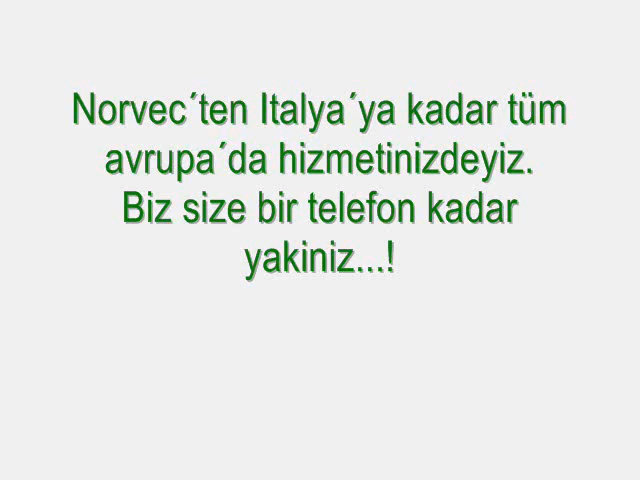 Norvec´ten Italya´ya kadar tüm
avrupa´da hizmetinizdeyiz.
Biz size bir telefon kadar
yakiniz...!